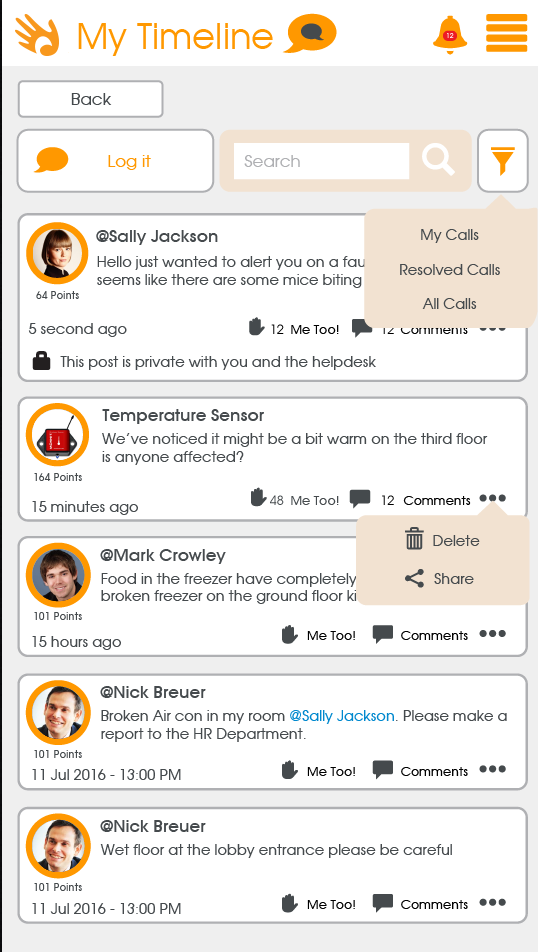 My Timeline
12
Back
Log it
Search
My Calls
Resolved Calls
All Calls
@Sally Jackson
Hello just wanted to alert you on a
seems like there are some mice biting
64 Points
5 second ago
12 Me Too! 12 Comments
This post is private with you and the helpdesk
Temperature Sensor
We've noticed it might be a bit warm on the third floor
is anyone affected?
164 Points
15 minutes ago
48 Me Too! 12 Comments
Delete
Share
@Mark Crowley
Food in the freezer have completely
broken freezer on the ground floor
101 Points
15 hours ago
Me Too! Comments
@Nick Breuer
Broken Air con in my room @Sally Jackson. Please make a
report to the HR Department.
101 Points
11 Jul 2016 - 13:00 PM
Me Too! Comments
@Nick Breuer
Wet floor at the lobby entrance please be careful
101 Points
11 Jul 2016 - 13:00 PM
Me Too! Comments